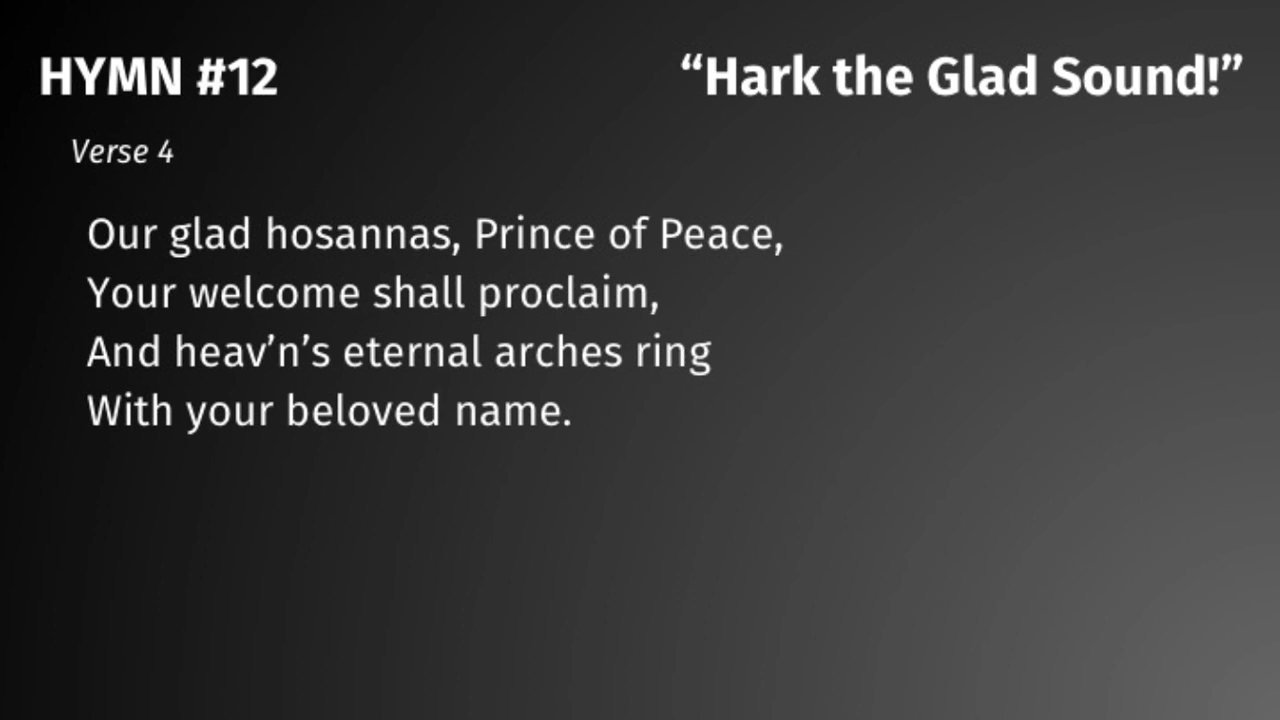 HYMN #12
“Hark the Glad Sound!”
Verse 4
Our glad hosannas, Prince of Peace,
Your welcome shall proclaim,
And heav’n’s eternal arches ring
With your beloved name.